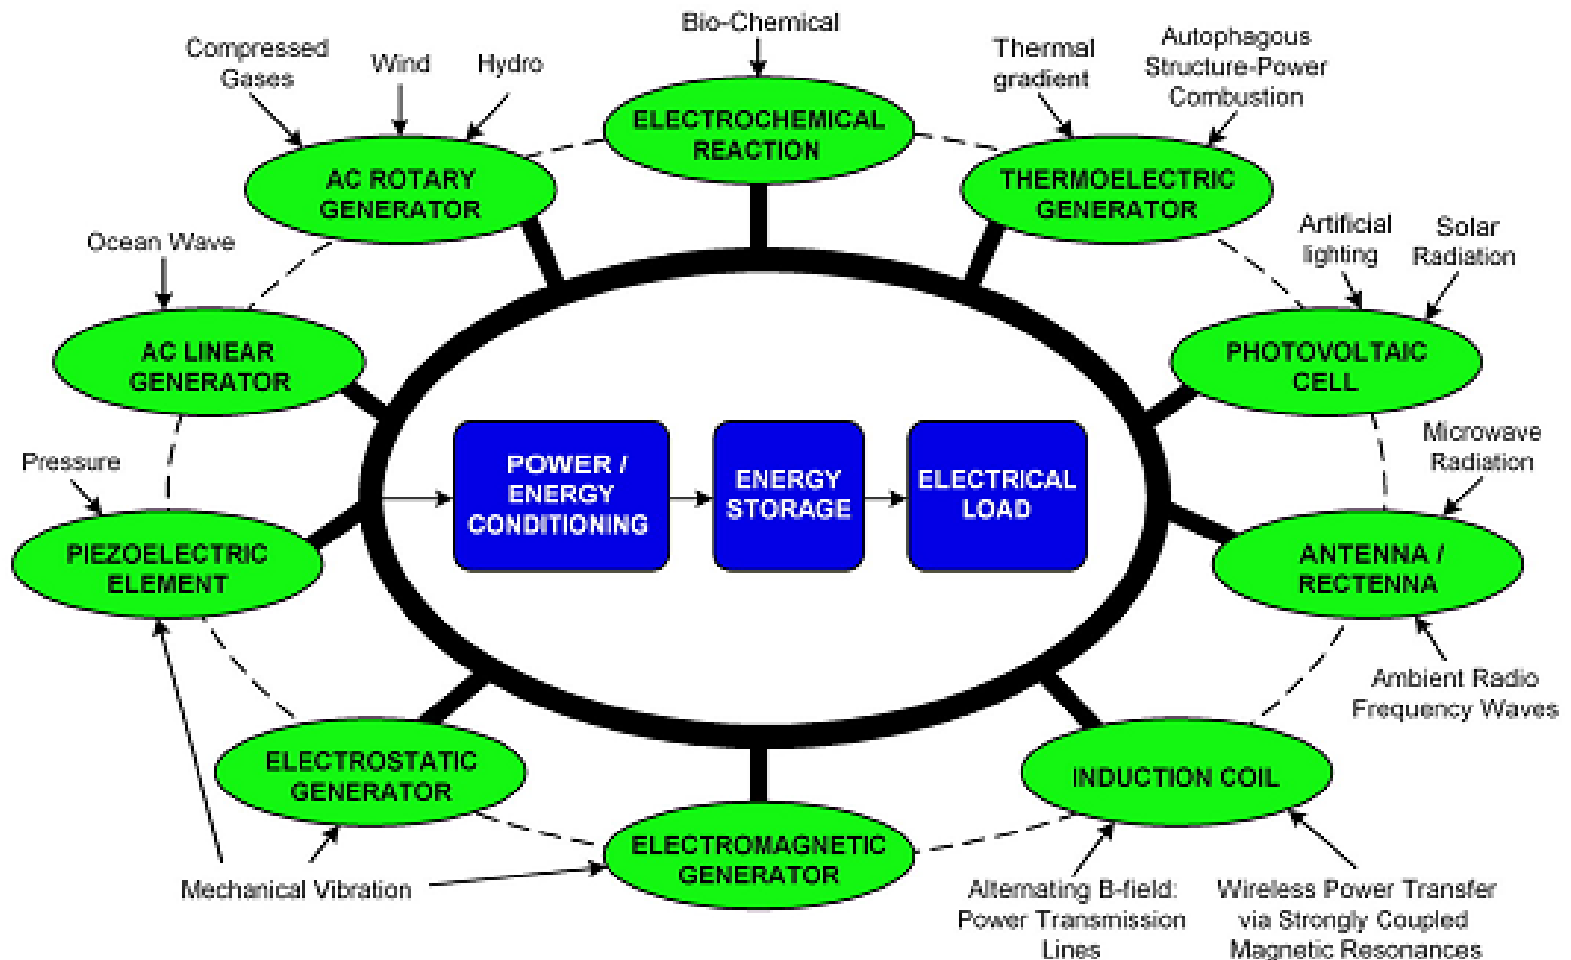 Bio-Chemical
Compressed
Gases
Wind
Hydro
Thermal
gradient
Autophagous
Structure-Power
Combustion
ELECTROCHEMICAL
REACTION
AC ROTARY
GENERATOR
THERMOELECTRIC
GENERATOR
Ocean Wave
Artificial
lighting
Solar
Radiation
AC LINEAR
GENERATOR
PHOTOVOLTAIC
CELL
Pressure
Microwave
Radiation
POWER /
ENERGY
CONDITIONING
ENERGY
STORAGE
ELECTRICAL
LOAD
PIEZOELECTRIC
ELEMENT
ANTENNA /
RECTENNA
Ambient Radio
Frequency Waves
ELECTROSTATIC
GENERATOR
INDUCTION COIL
ELECTROMAGNETIC
GENERATOR
Mechanical Vibration
Alternating B-field:
Power Transmission
Lines
Wireless Power Transfer
via Strongly Coupled
Magnetic Resonances